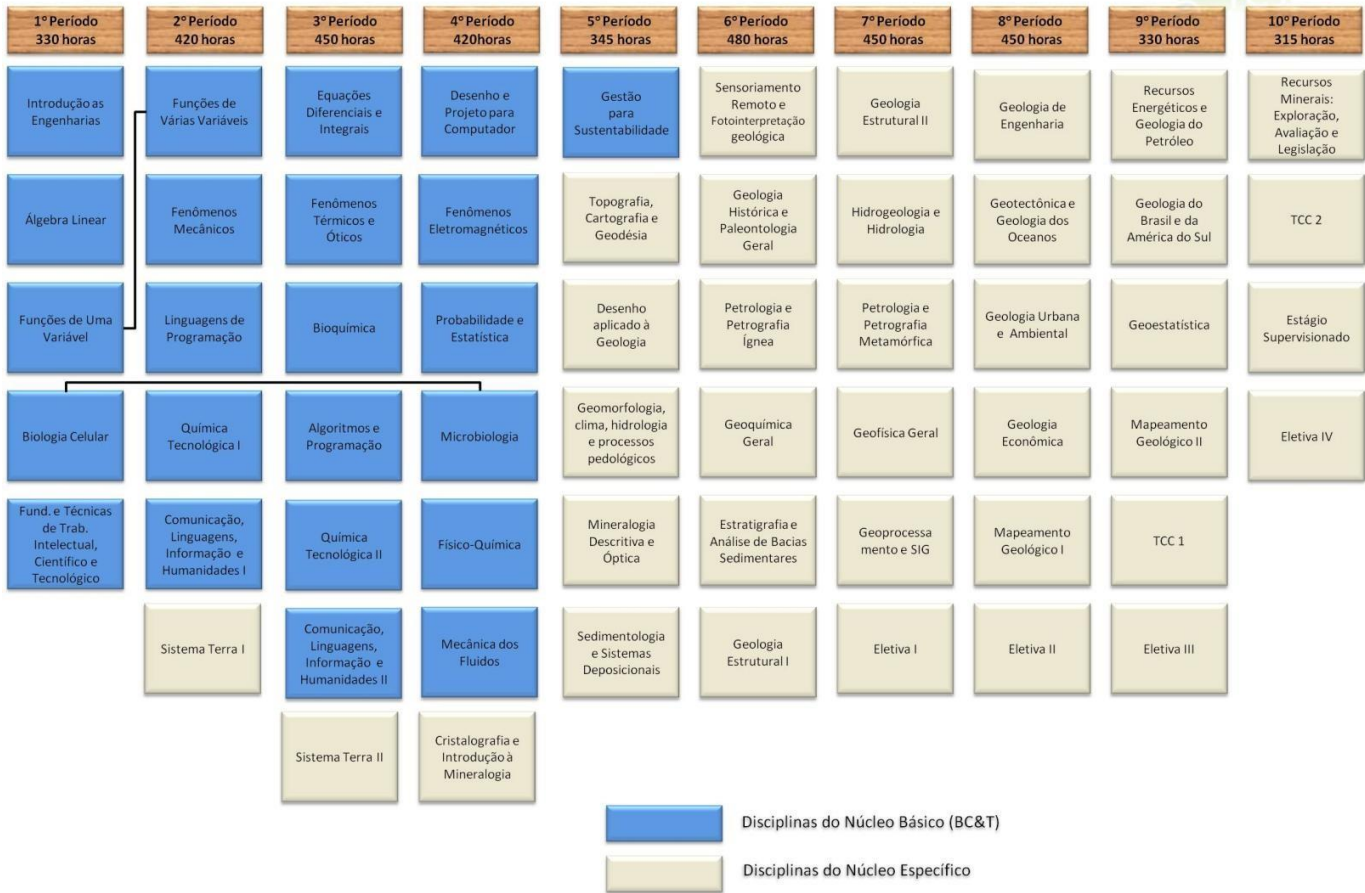 1º Período
330 horas
2º Período
420 horas
3º Período
450 horas
4º Período
420horas
5º Período
345 horas
6º Período
480 horas
7º Período
450 horas
8º Período
450 horas
9º Período
330 horas
10º Período
315 horas
Introdução as
Engenharias
Funções de
Várias Variáveis
Equações
Diferenciais e
Integrais
Desenho e
Projeto para
Computador
Gestão
para
Sustentabilidade
Sensoriamento
Remoto e
Fotointerpretação
geológica
Geologia
Estrutural II
Geologia de
Engenharia
Recursos
Energéticos e
Geologia do
Petróleo
Recursos
Minerais:
Exploração,
Avaliação e
Legislação
Álgebra Linear
Fenômenos
Mecânicos
Fenômenos
Térmicos e
Óticos
Fenômenos
Eletromagnéticos
Topografia,
Cartografia e
Geodésia
Geologia
Histórica e
Paleontologia
Geral
Hidrogeologia e
Hidrologia
Geotectônica e
Geologia dos
Oceanos
Geologia do
Brasil e da
América do Sul
TCC 2
Funções de Uma
Variável
Linguagens de
Programação
Bioquímica
Probabilidade e
Estatística
Desenho
aplicado à
Geologia
Petrologia e
Petrografia
Ígnea
Petrologia e
Petrografia
Metamórfica
Geologia Urbana
e Ambiental
Geoestatística
Estágio
Supervisionado
Biologia Celular
Química
Tecnológica I
Algoritmos e
Programação
Microbiologia
Geomorfologia,
clima, hidrologia
e processos
pedológicos
Geoquímica
Geral
Geofísica Geral
Geologia
Econômica
Mapeamento
Geológico II
Eletiva IV
Fund. e Técnicas
de Trab.
Intelectual,
Científico e
Tecnológico
Comunicação,
Linguagens,
Informação e
Humanidades I
Química
Tecnológica II
Físico-Química
Mineralogia
Descritiva e
Óptica
Estratigrafia e
Análise de Bacias
Sedimentares
Geoprocessa
mento e SIG
Mapeamento
Geológico I
TCC 1
Sistema Terra I
Comunicação,
Linguagens,
Informação e
Humanidades II
Mecânica dos
Fluidos
Sedimentologia
e Sistemas
Deposicionais
Geologia
Estrutural I
Eletiva I
Eletiva II
Eletiva III
Sistema Terra II
Cristalografia e
Introdução à
Mineralogia
Disciplinas do Núcleo Básico (BC&T)
Disciplinas do Núcleo Específico